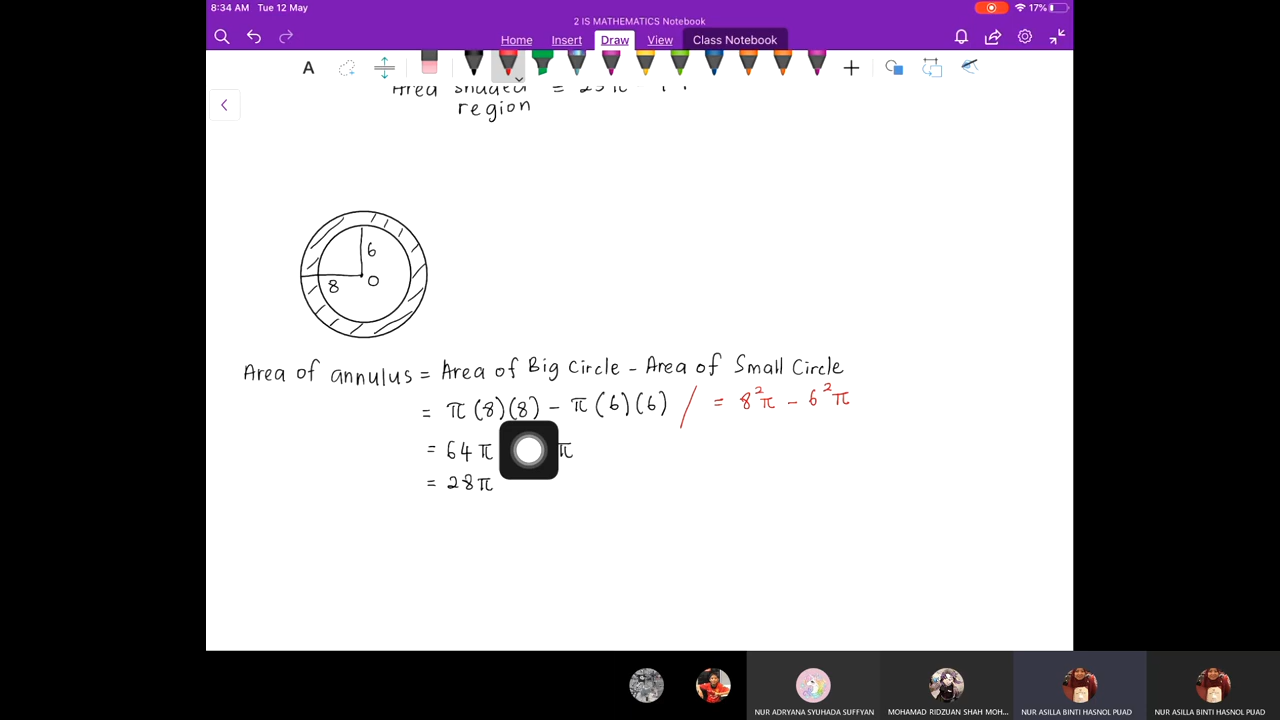 8:34 AM Tue 12 May
17%
2 IS MATHEMATICS Notebook
Home Insert Draw View Class Notebook
A
Area shaded =
region
6
8 O
Area of annulus = Area of Big Circle - Area of Small Circle
= π (8)(8) - π (6)(6) / = 8²π - 6²π
= 64π π
= 28π
NUR ADRYANA SYUHADA SUFFYAN
MOHAMAD RIDZUAN SHAH MOH...
NUR ASILLA BINTI HASNOL PUAD
NUR ASILLA BINTI HASNOL PUAD